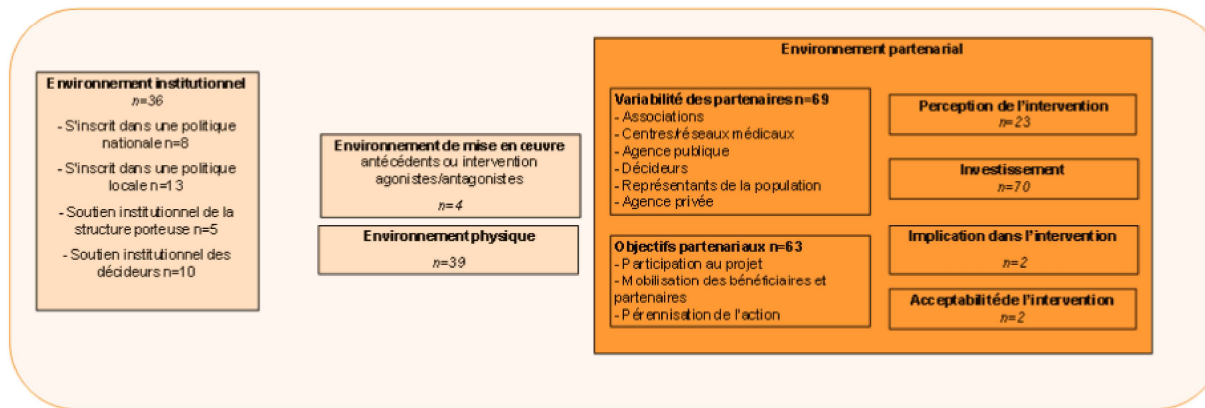 Environnement institutionnel
n=36
- S'inscrit dans une politique
nationale n=8
- S'inscrit dans une politique
locale n=13
- Soutien institutionnel de la
structure porteuse n=5
- Soutien institutionnel des
décideurs n=10
Environnement de mise en œuvre
antécédents ou intervention
agonistes/antagonistes
n=4
Environnement physique
n=39
Environnement partenarial
Variabilité des partenaires n=69
- Associations
- Centres/réseaux médicaux
- Agence publique
- Décideurs
- Représentants de la population
- Agence privée
Objectifs partenariaux n=63
- Participation au projet
- Mobilisation des bénéficiaires et
partenaires
- Pérennisation de l'action
Perception de l'intervention
n=23
Investissement
n=70
Implication dans l'intervention
n=2
Acceptabilitéde l'intervention
n=2